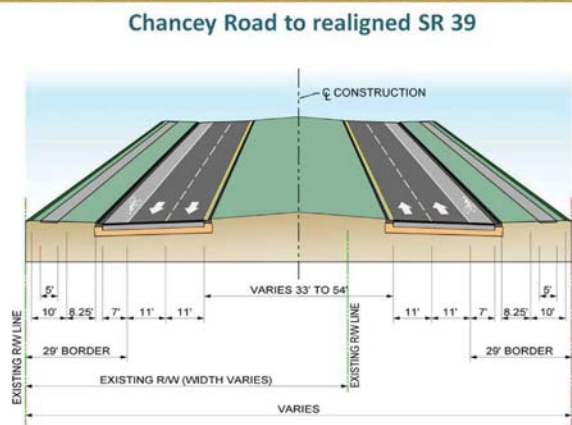 Chancey Road to realigned SR 39
℄ CONSTRUCTION
VARIES 33' TO 54'
5'
5'
10' 8.25' 7' 11' 11'
11' 11' 7' 8.25' 10'
29' BORDER
29' BORDER
EXISTING R/W LINE
EXISTING R/W LINE
EXISTING R/W (WIDTH VARIES)
VARIES